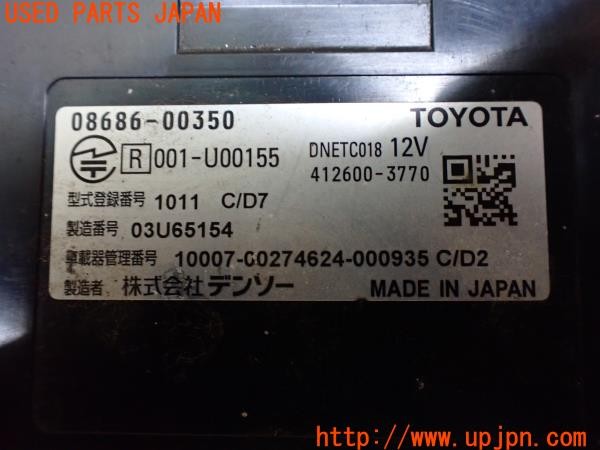 USED PARTS JAPAN
08686-00350 TOYOTA
R 001-U00155 DNETC018 12V
412600-3770
型式登録番号 1011 C/D7
製造番号 03U65154
車載器管理番号 10007-00274624-000935 C/D2
製造者 株式会社デンソー MADE IN JAPAN
UPJ http://www.upjpn.com